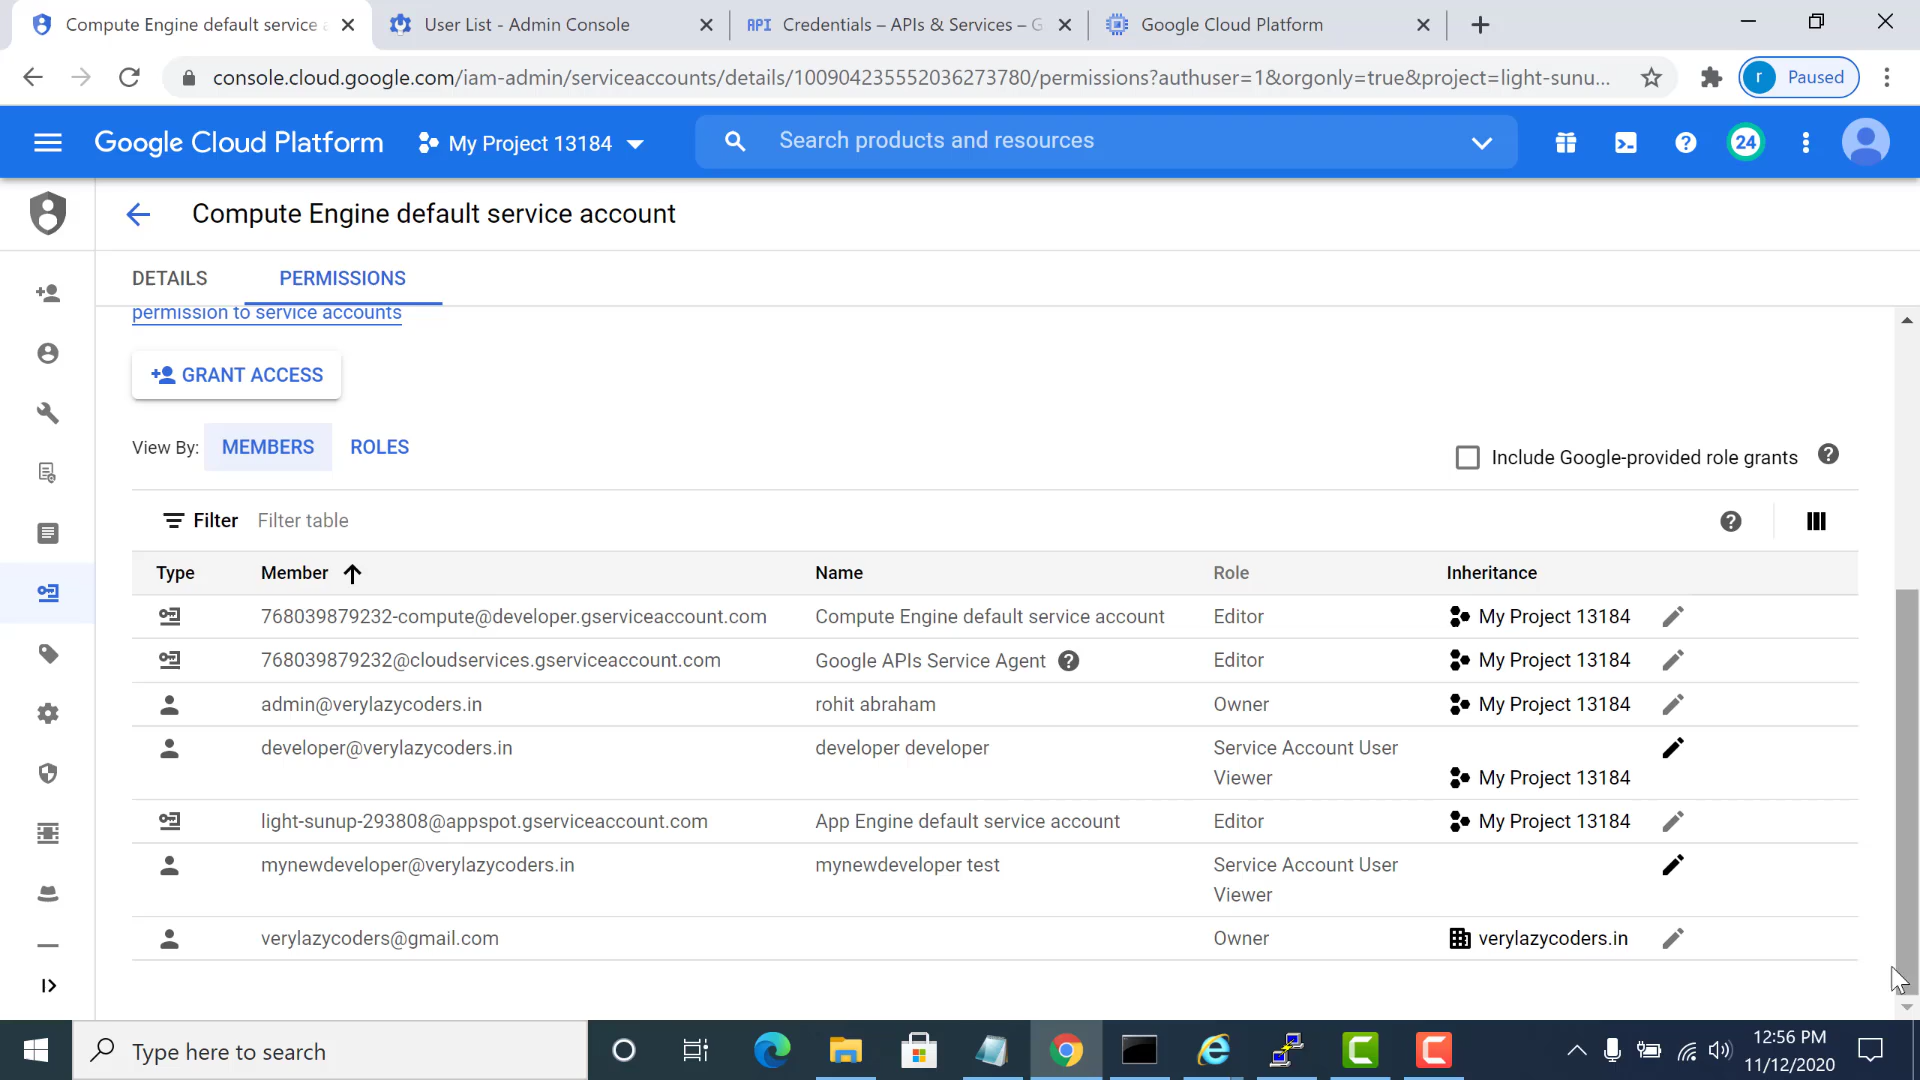 Compute Engine default service a
User List - Admin Console
API Credentials – APIs & Services – G
Google Cloud Platform
console.cloud.google.com/iam-admin/serviceaccounts/details/100904235552036273780/permissions?authuser=1&orgonly=true&project=light-sunu...
r Paused
Google Cloud Platform
My Project 13184
Search products and resources
24
Compute Engine default service account
DETAILS
PERMISSIONS
permission to service accounts
GRANT ACCESS
View By: MEMBERS ROLES
Include Google-provided role grants
Filter Filter table
Type Member Name Role Inheritance
768039879232-compute@developer.gserviceaccount.com Compute Engine default service account Editor My Project 13184
768039879232@cloudservices.gserviceaccount.com Google APIs Service Agent Editor My Project 13184
admin@verylazycoders.in rohit abraham Owner My Project 13184
developer@verylazycoders.in developer developer Service Account User
Viewer My Project 13184
light-sunup-293808@appspot.gserviceaccount.com App Engine default service account Editor My Project 13184
mynewdeveloper@verylazycoders.in mynewdeveloper test Service Account User
Viewer
verylazycoders@gmail.com Owner verylazycoders.in
Type here to search
12:56 PM
11/12/2020